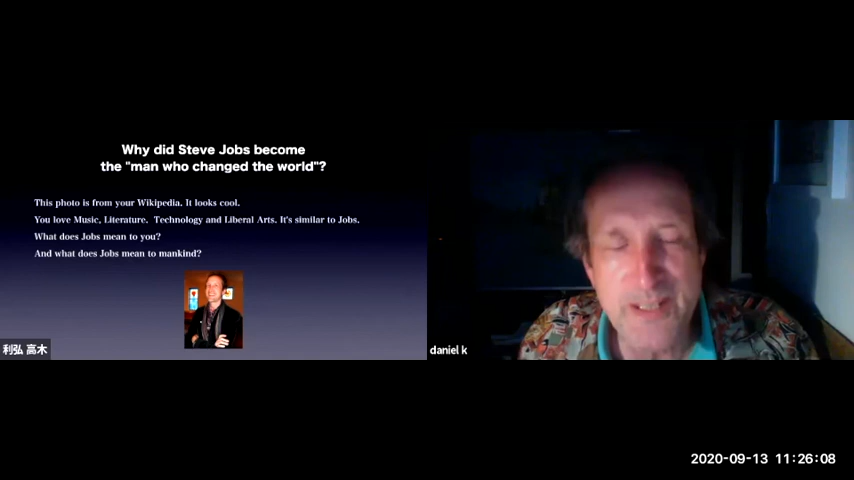 Why did Steve Jobs become
the "man who changed the world"?
This photo is from your Wikipedia. It looks cool.
You love Music, Literature.  Technology and Liberal Arts. It's similar to Jobs.
What does Jobs mean to you?
And what does Jobs mean to mankind?
利弘 高木
daniel k
2020-09-13 11:26:08